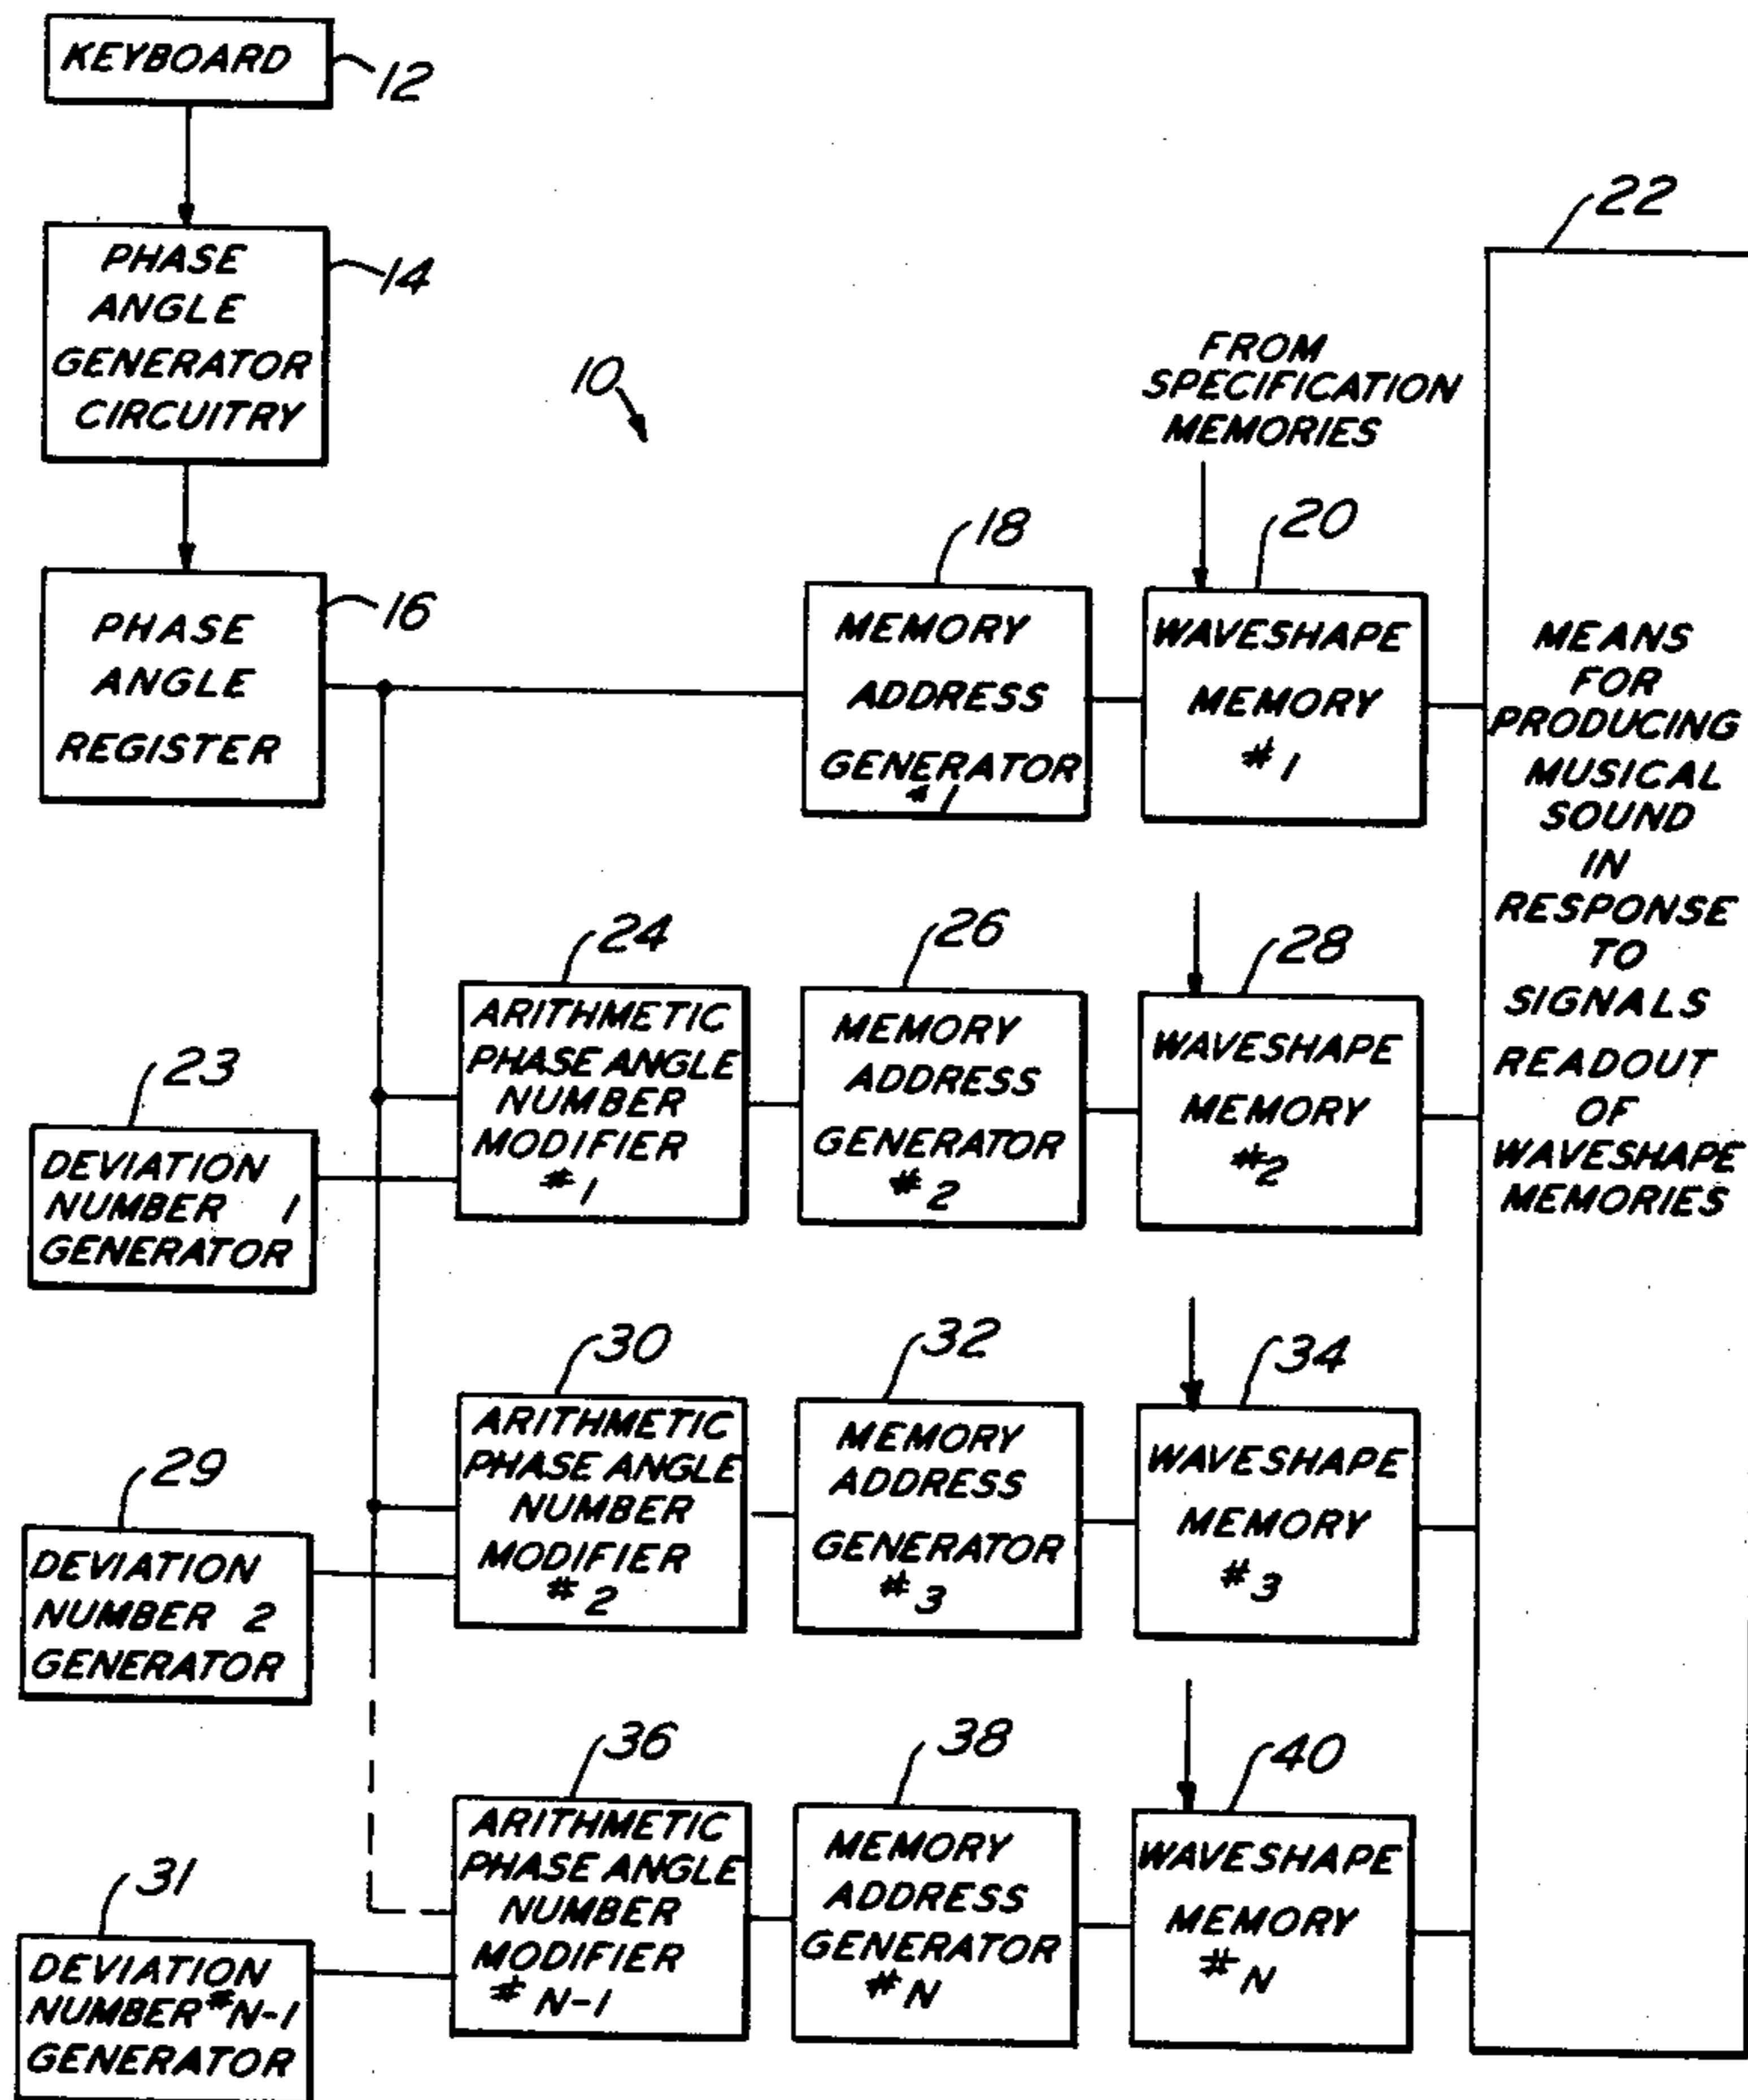 KEYBOARD
12
PHASE
ANGLE
GENERATOR
CIRCUITRY
14
10
22
FROM
SPECIFICATION
MEMORIES
PHASE
ANGLE
REGISTER
16
18
MEMORY
ADDRESS
GENERATOR
#1
20
WAVESHAPE
MEMORY
#1
MEANS
FOR
PRODUCING
MUSICAL
SOUND
IN
RESPONSE
TO
SIGNALS
READOUT
OF
WAVESHAPE
MEMORIES
23
DEVIATION
NUMBER 1
GENERATOR
24
ARITHMETIC
PHASE ANGLE
NUMBER
MODIFIER
#1
26
MEMORY
ADDRESS
GENERATOR
#2
28
WAVESHAPE
MEMORY
#2
29
DEVIATION
NUMBER 2
GENERATOR
30
ARITHMETIC
PHASE ANGLE
NUMBER
MODIFIER
#2
32
MEMORY
ADDRESS
GENERATOR
#3
34
WAVESHAPE
MEMORY
#3
31
DEVIATION
NUMBER #N-1
GENERATOR
36
ARITHMETIC
PHASE ANGLE
NUMBER
MODIFIER
# N-1
38
MEMORY
ADDRESS
GENERATOR
#N
40
WAVESHAPE
MEMORY
#N